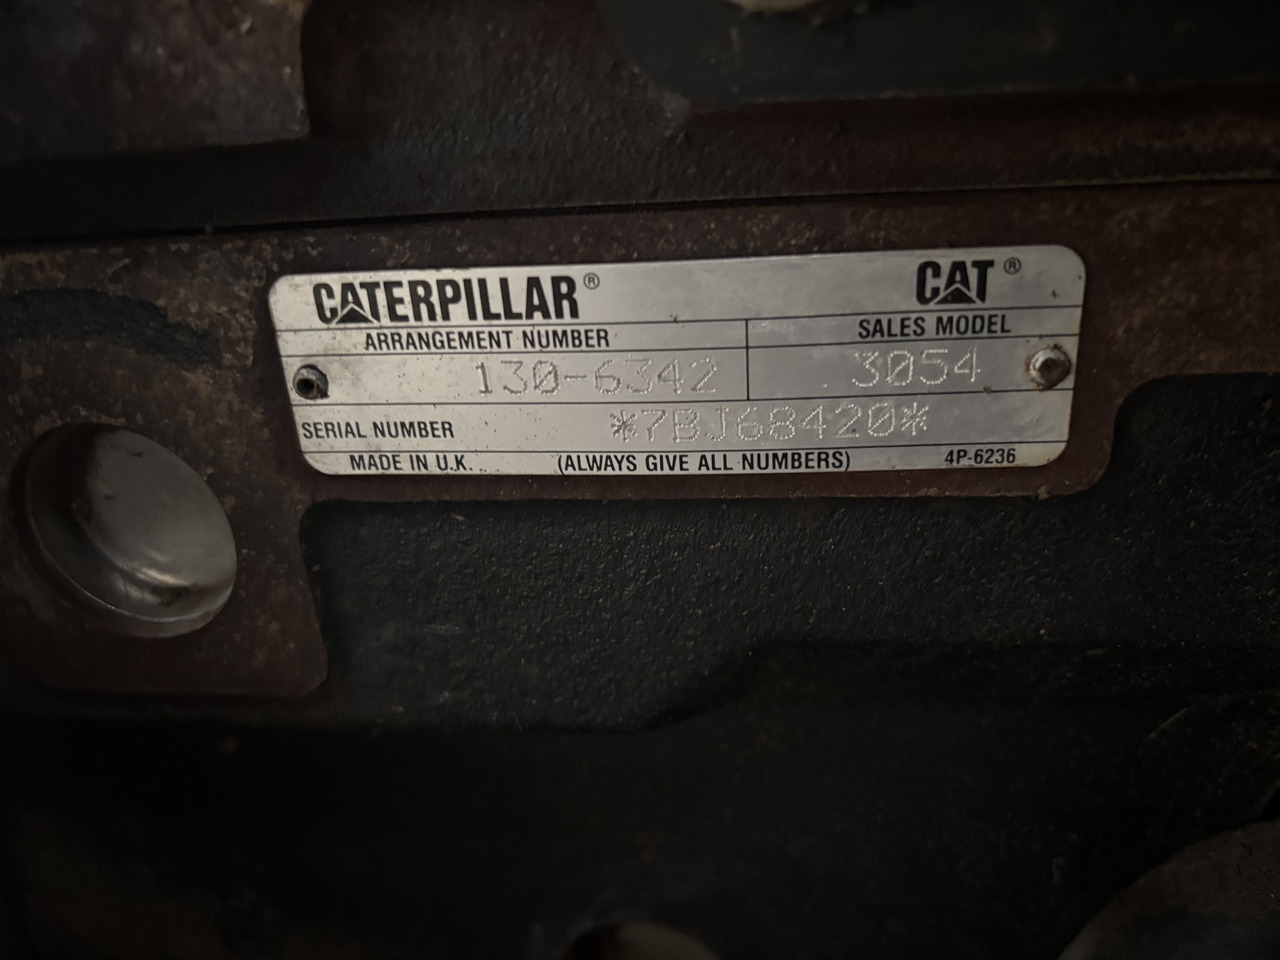 CATERPILLAR® CAT®
ARRANGEMENT NUMBER SALES MODEL
130-6342 3054
SERIAL NUMBER *7BJ68420*
MADE IN U.K. (ALWAYS GIVE ALL NUMBERS) 4P-6236